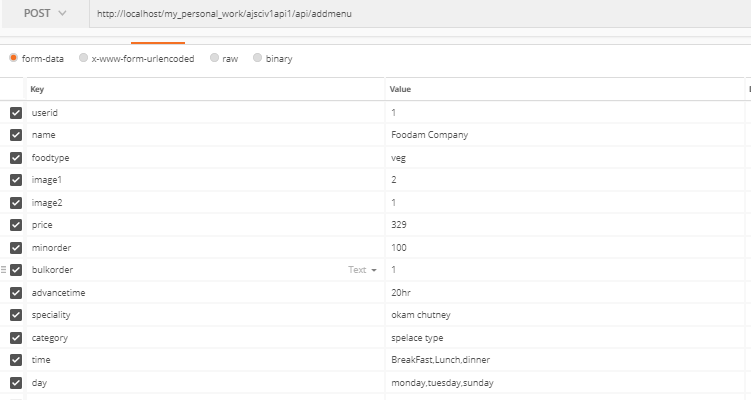 POST http://localhost/my_personal_work/ajsciv1api1/api/addmenu
form-data x-www-form-urlencoded raw binary
Key Value
userid 1
name Foodam Company
foodtype veg
image1 2
image2 1
price 329
minorder 100
bulkorder Text 1
advancetime 20hr
speciality okam chutney
category spelace type
time BreakFast,Lunch,dinner
day monday,tuesday,sunday